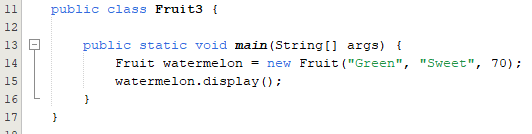 11 public class Fruit3 {
12
13 public static void main(String[] args) {
14 Fruit watermelon = new Fruit("Green", "Sweet", 70);
15 watermelon.display();
16 }
17 }